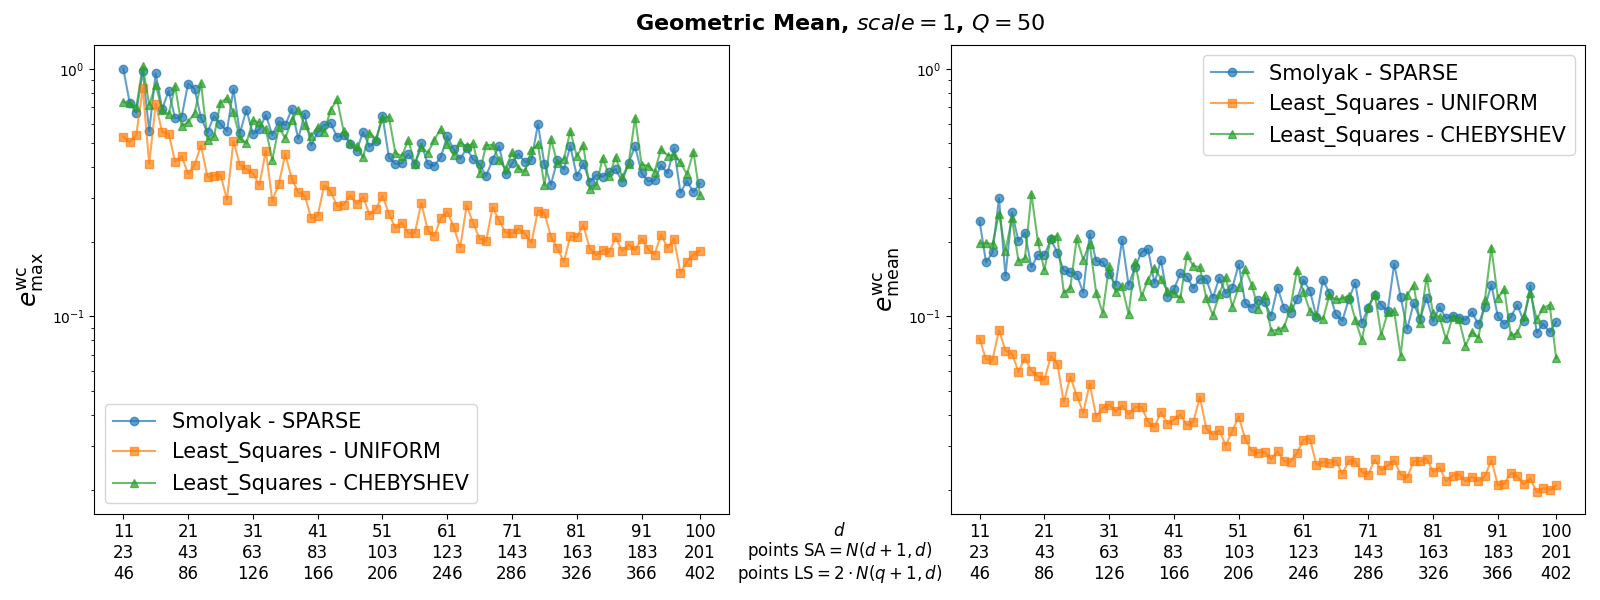 Geometric Mean, scale = 1, Q = 50
10⁰
10⁻¹
e^wc_max
Smolyak - SPARSE
Least_Squares - UNIFORM
Least_Squares - CHEBYSHEV
11 21 31 41 51 61 71 81 91 100
23 43 63 83 103 123 143 163 183 201
46 86 126 166 206 246 286 326 366 402
d
points SA = N(d + 1, d)
points LS = 2 · N(q + 1, d)
10⁰
10⁻¹
e^wc_mean
Smolyak - SPARSE
Least_Squares - UNIFORM
Least_Squares - CHEBYSHEV
11 21 31 41 51 61 71 81 91 100
23 43 63 83 103 123 143 163 183 201
46 86 126 166 206 246 286 326 366 402